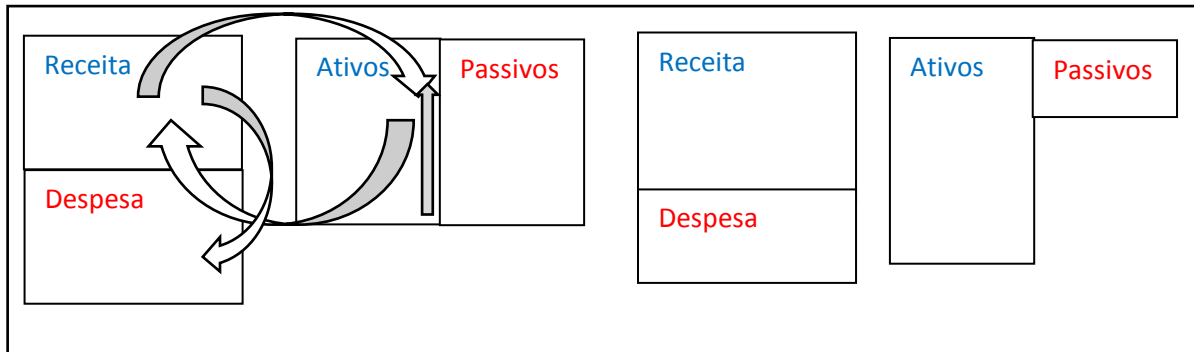 Receita
Ativos
Passivos
Despesa
Receita
Ativos
Passivos
Despesa